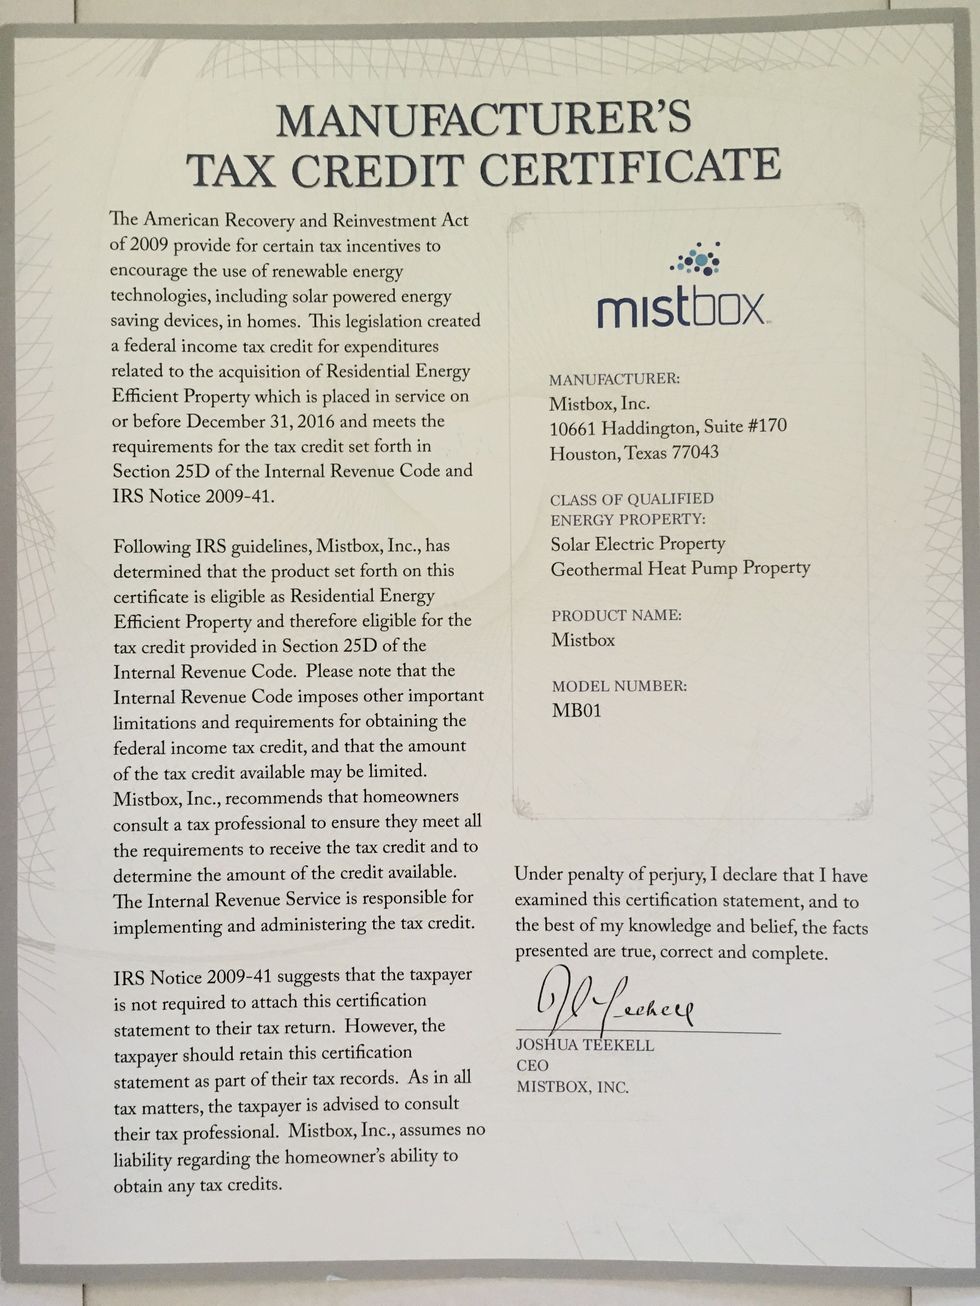 MANUFACTURER'S
TAX CREDIT CERTIFICATE
The American Recovery and Reinvestment Act
of 2009 provide for certain tax incentives to
encourage the use of renewable energy
technologies, including solar powered energy
saving devices, in homes. This legislation created
a federal income tax credit for expenditures
related to the acquisition of Residential Energy
Efficient Property which is placed in service on
or before December 31, 2016 and meets the
requirements for the tax credit set forth in
Section 25D of the Internal Revenue Code and
IRS Notice 2009-41.
Following IRS guidelines, Mistbox, Inc., has
determined that the product set forth on this
certificate is eligible as Residential Energy
Efficient Property and therefore eligible for the
tax credit provided in Section 25D of the
Internal Revenue Code. Please note that the
Internal Revenue Code imposes other important
limitations and requirements for obtaining the
federal income tax credit, and that the amount
of the tax credit available may be limited.
Mistbox, Inc., recommends that homeowners
consult a tax professional to ensure they meet all
the requirements to receive the tax credit and to
determine the amount of the credit available.
The Internal Revenue Service is responsible for
implementing and administering the tax credit.
IRS Notice 2009-41 suggests that the taxpayer
is not required to attach this certification
statement to their tax return. However, the
taxpayer should retain this certification
statement as part of their tax records. As in all
tax matters, the taxpayer is advised to consult
their tax professional. Mistbox, Inc., assumes no
liability regarding the homeowner's ability to
obtain any tax credits.
mistbox
MANUFACTURER:
Mistbox, Inc.
10661 Haddington, Suite #170
Houston, Texas 77043
CLASS OF QUALIFIED
ENERGY PROPERTY:
Solar Electric Property
Geothermal Heat Pump Property
PRODUCT NAME:
Mistbox
MODEL NUMBER:
MB01
Under penalty of perjury, I declare that I have
examined this certification statement, and to
the best of my knowledge and belief, the facts
presented are true, correct and complete.
JOSHUA TEEKELL
CEO
MISTBOX, INC.